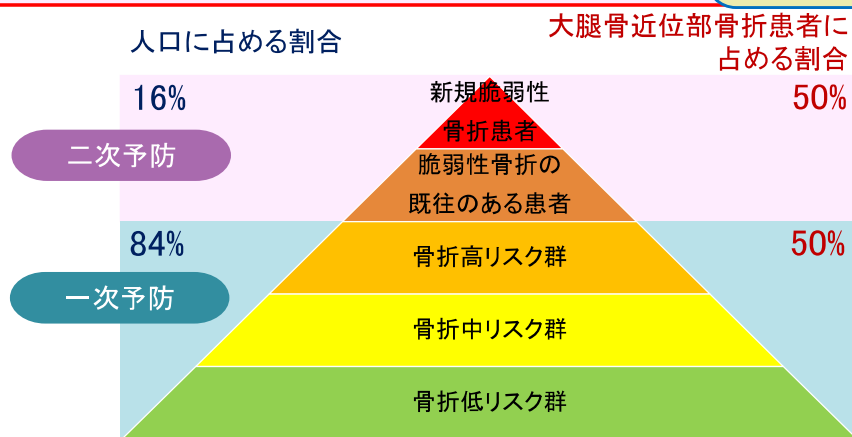 人口に占める割合
大腿骨近位部骨折患者に
占める割合
16%
新規脆弱性
骨折患者
50%
二次予防
脆弱性骨折の
既往のある患者
84%
骨折高リスク群
50%
一次予防
骨折中リスク群
骨折低リスク群